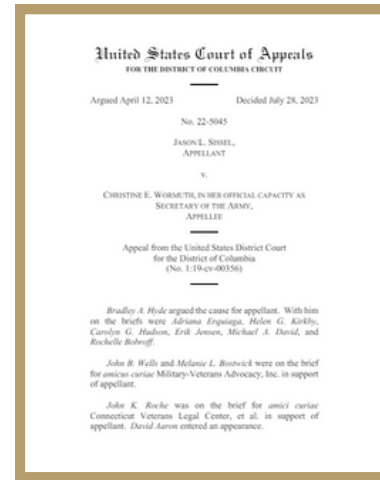 United States Court of Appeals
FOR THE DISTRICT OF COLUMBIA CIRCUIT
Argued April 12, 2023 Decided July 28, 2023
No. 22-5045
JASON L. SISSEL,
APPELLANT
v.
CHRISTINE E. WORMUTH, IN HER OFFICIAL CAPACITY AS
SECRETARY OF THE ARMY,
APPELLEE
Appeal from the United States District Court
for the District of Columbia
(No. 1:19-cv-00356)
Bradley A. Hyde argued the cause for appellant. With him
on the briefs were Adriana Erquiaga, Helen G. Kirkby,
Carolyn G. Hudson, Erik Jensen, Michael A. David, and
Rochelle Bobroff.
John B. Wells and Melanie L. Bostwick were on the brief
for amicus curiae Military-Veterans Advocacy, Inc. in support
of appellant.
John K. Roche was on the brief for amici curiae
Connecticut Veterans Legal Center, et al. in support of
appellant. David Aaron entered an appearance.